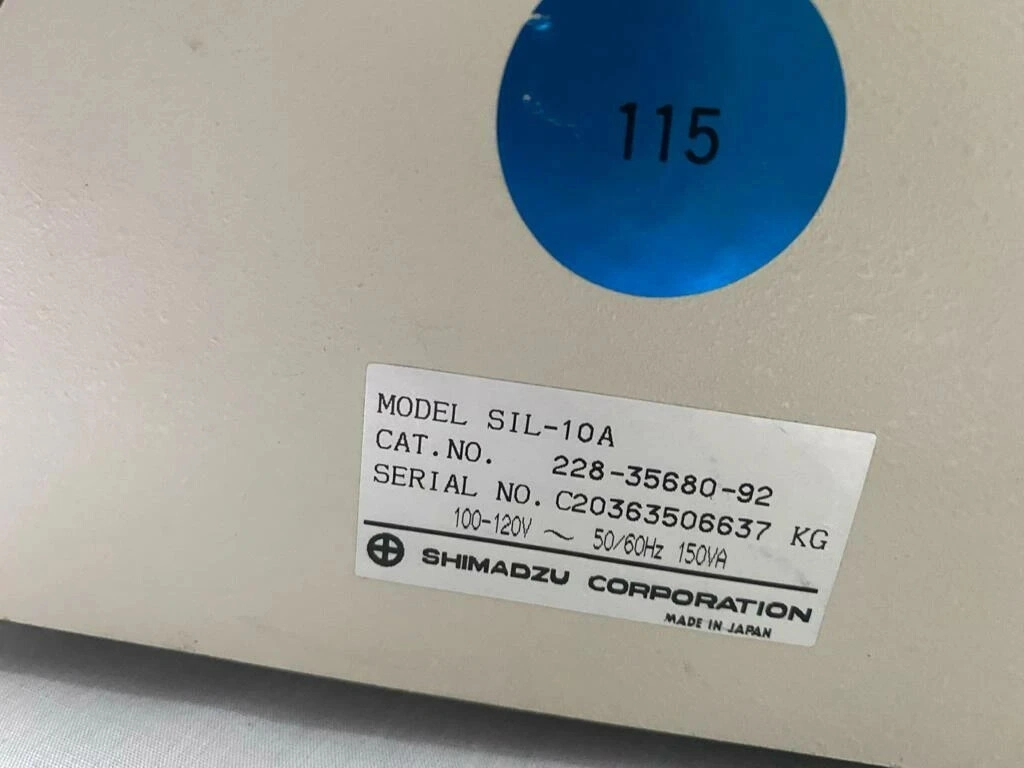 115
MODEL SIL-10A
CAT.NO. 228-35680-92
SERIAL NO. C20363506637 KG
100-120V ~ 50/60Hz 150VA
SHIMADZU CORPORATION
MADE IN JAPAN